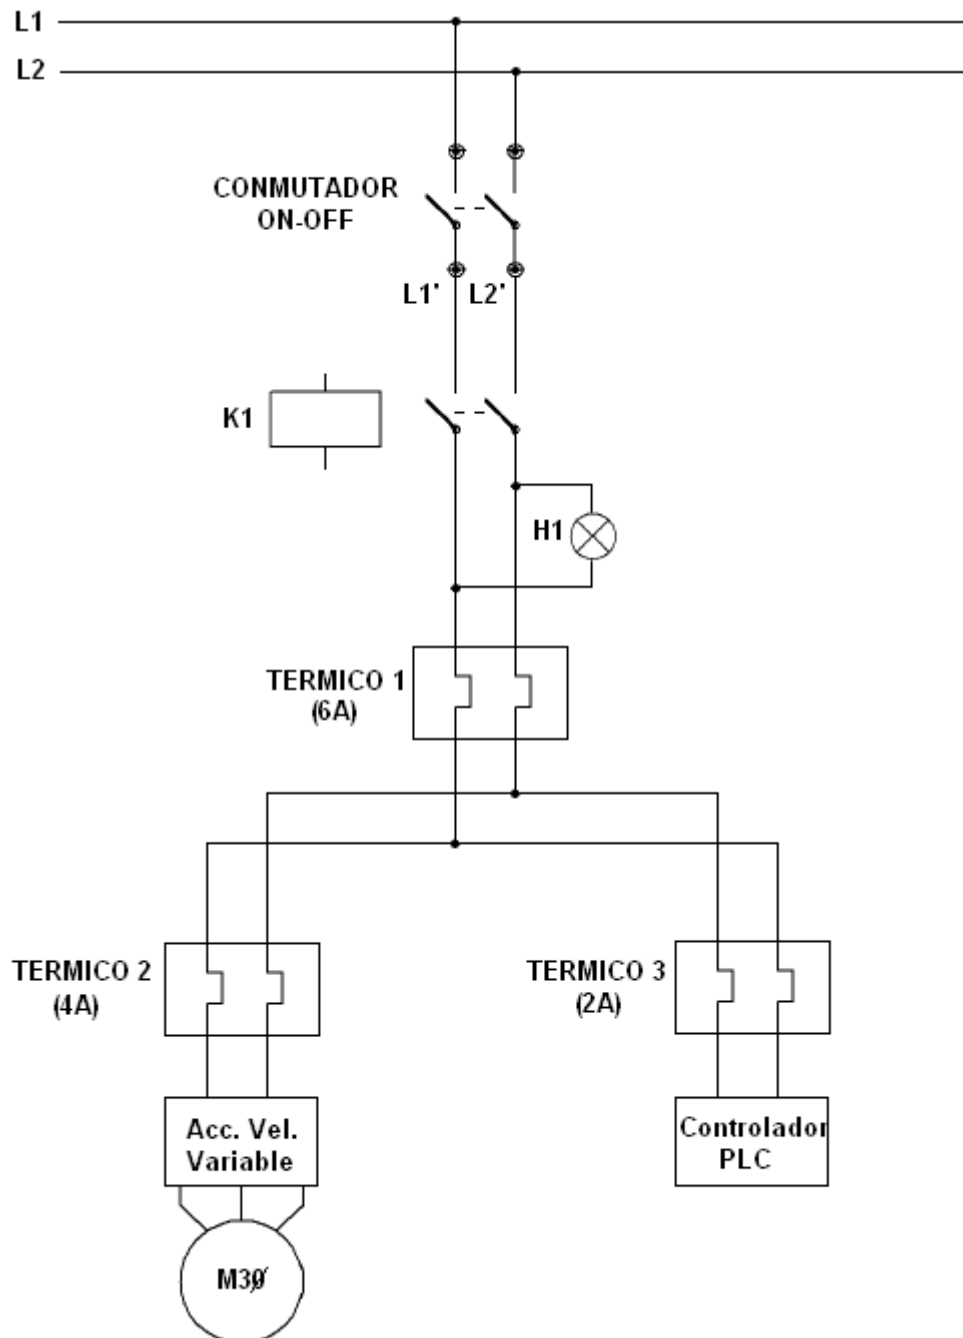 L1
L2
CONMUTADOR
ON-OFF
L1' L2'
K1
H1
TERMICO 1
(6A)
TERMICO 2
(4A)
TERMICO 3
(2A)
Acc. Vel.
Variable
Controlador
PLC
M3Ø